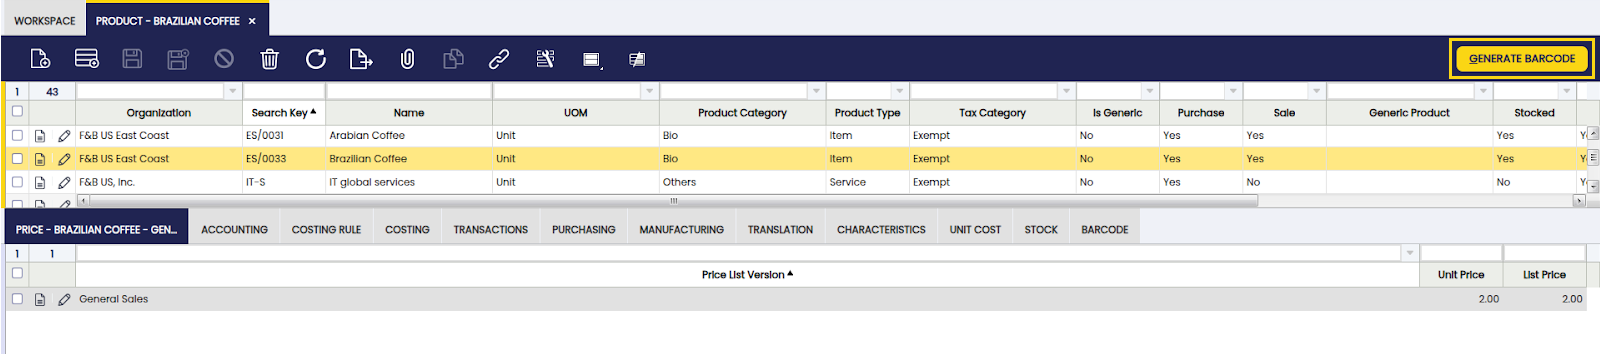 WORKSPACE PRODUCT - BRAZILIAN COFFEE ×
GENERATE BARCODE
1 43
Organization Search Key Name UOM Product Category Product Type Tax Category Is Generic Purchase Sale Generic Product Stocked
F&B US East Coast ES/0031 Arabian Coffee Unit Bio Item Exempt No Yes Yes Yes
F&B US East Coast ES/0033 Brazilian Coffee Unit Bio Item Exempt No Yes Yes Yes
F&B US, Inc. IT-S IT global services Unit Others Service Exempt No Yes No No
PRICE - BRAZILIAN COFFEE - GEN... ACCOUNTING COSTING RULE COSTING TRANSACTIONS PURCHASING MANUFACTURING TRANSLATION CHARACTERISTICS UNIT COST STOCK BARCODE
1 1
Price List Version Unit Price List Price
General Sales 2.00 2.00